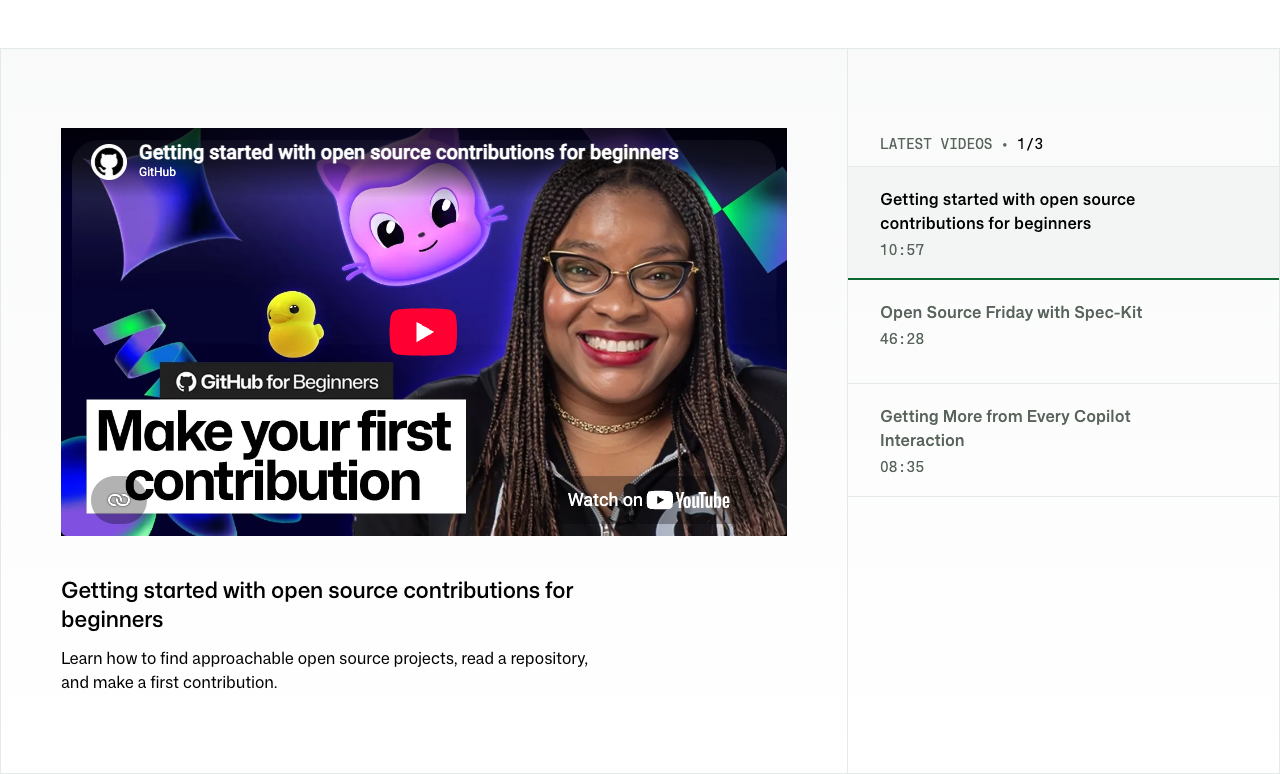 Getting started with open source contributions for beginners
GitHub
GitHub for Beginners
Make your first
contribution
Watch on YouTube
Getting started with open source contributions for
beginners
Learn how to find approachable open source projects, read a repository,
and make a first contribution.
LATEST VIDEOS • 1/3
Getting started with open source
contributions for beginners
10:57
Open Source Friday with Spec-Kit
46:28
Getting More from Every Copilot
Interaction
08:35